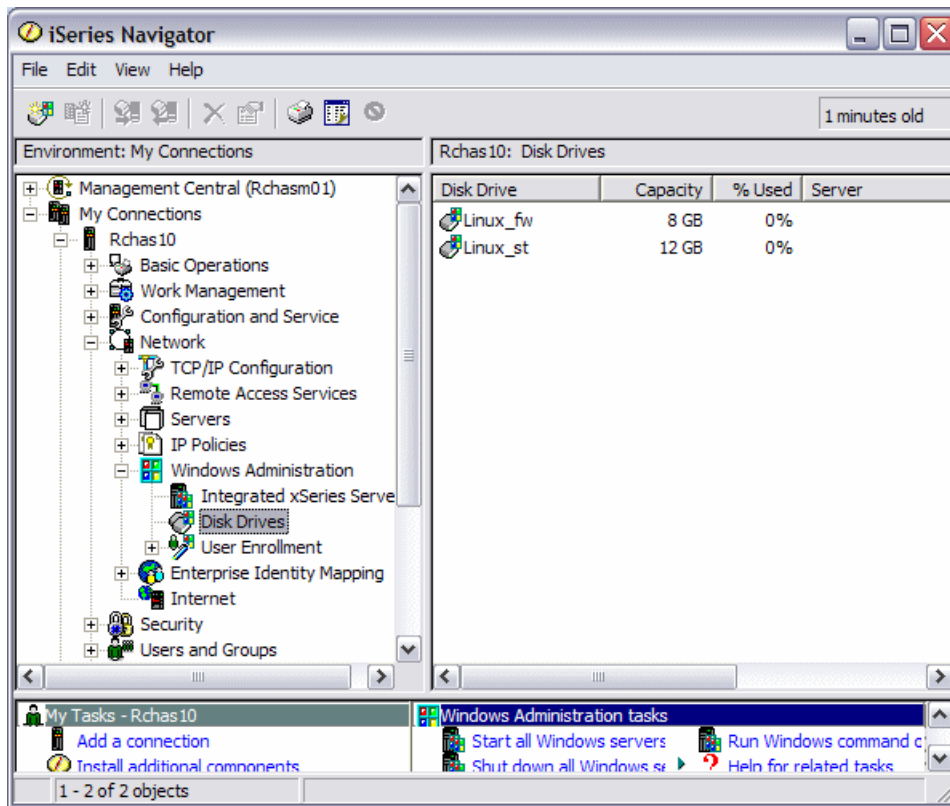 iSeries Navigator
File Edit View Help
1 minutes old
Environment: My Connections
Rchas10: Disk Drives
Management Central (Rchasm01)
My Connections
Rchas10
Basic Operations
Work Management
Configuration and Service
Network
TCP/IP Configuration
Remote Access Services
Servers
IP Policies
Windows Administration
Integrated xSeries Serve
Disk Drives
User Enrollment
Enterprise Identity Mapping
Internet
Security
Users and Groups
Disk Drive Capacity % Used Server
Linux_fw 8 GB 0%
Linux_st 12 GB 0%
My Tasks - Rchas10
Add a connection
Install additional components
Windows Administration tasks
Start all Windows servers
Run Windows command c
Shut down all Windows se
Help for related tasks
1 - 2 of 2 objects